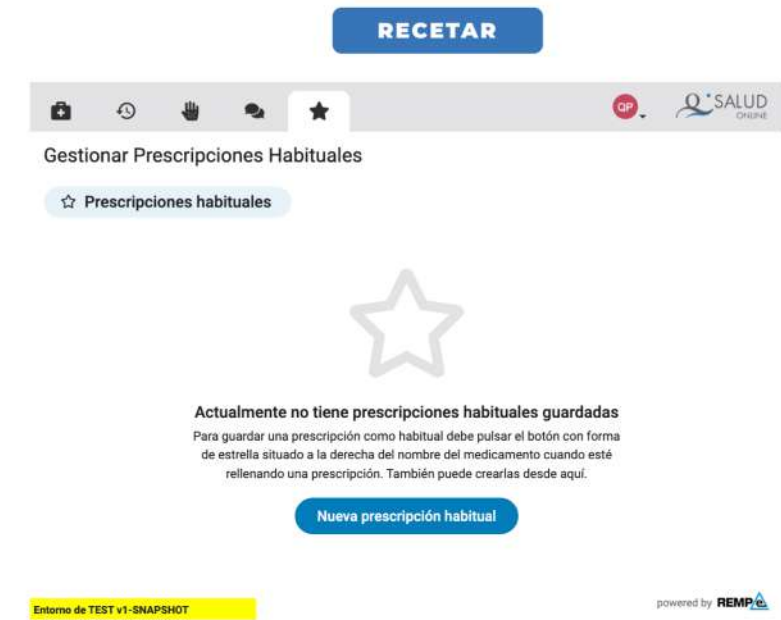 RECETAR
QP
SALUD
ONLINE
Gestionar Prescripciones Habituales
Prescripciones habituales
Actualmente no tiene prescripciones habituales guardadas
Para guardar una prescripción como habitual debe pulsar el botón con forma
de estrella situado a la derecha del nombre del medicamento cuando esté
rellenando una prescripción. También puede crearlas desde aquí.
Nueva prescripción habitual
Entorno de TEST v1-SNAPSHOT
powered by REMPe